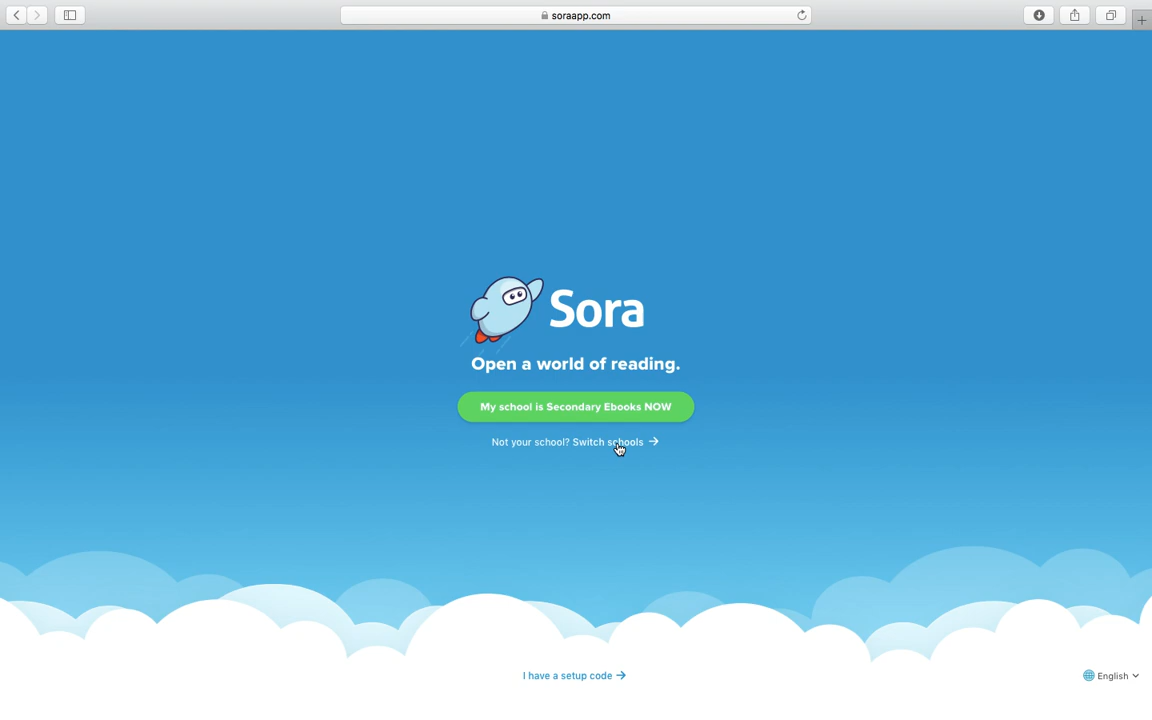 soraapp.com
Sora
Open a world of reading.
My school is Secondary Ebooks NOW
Not your school? Switch schools →
I have a setup code →
English